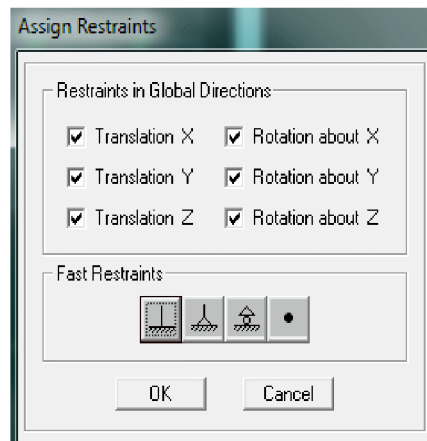 Assign Restraints
Restraints in Global Directions
Translation X Rotation about X
Translation Y Rotation about Y
Translation Z Rotation about Z
Fast Restraints
OK Cancel